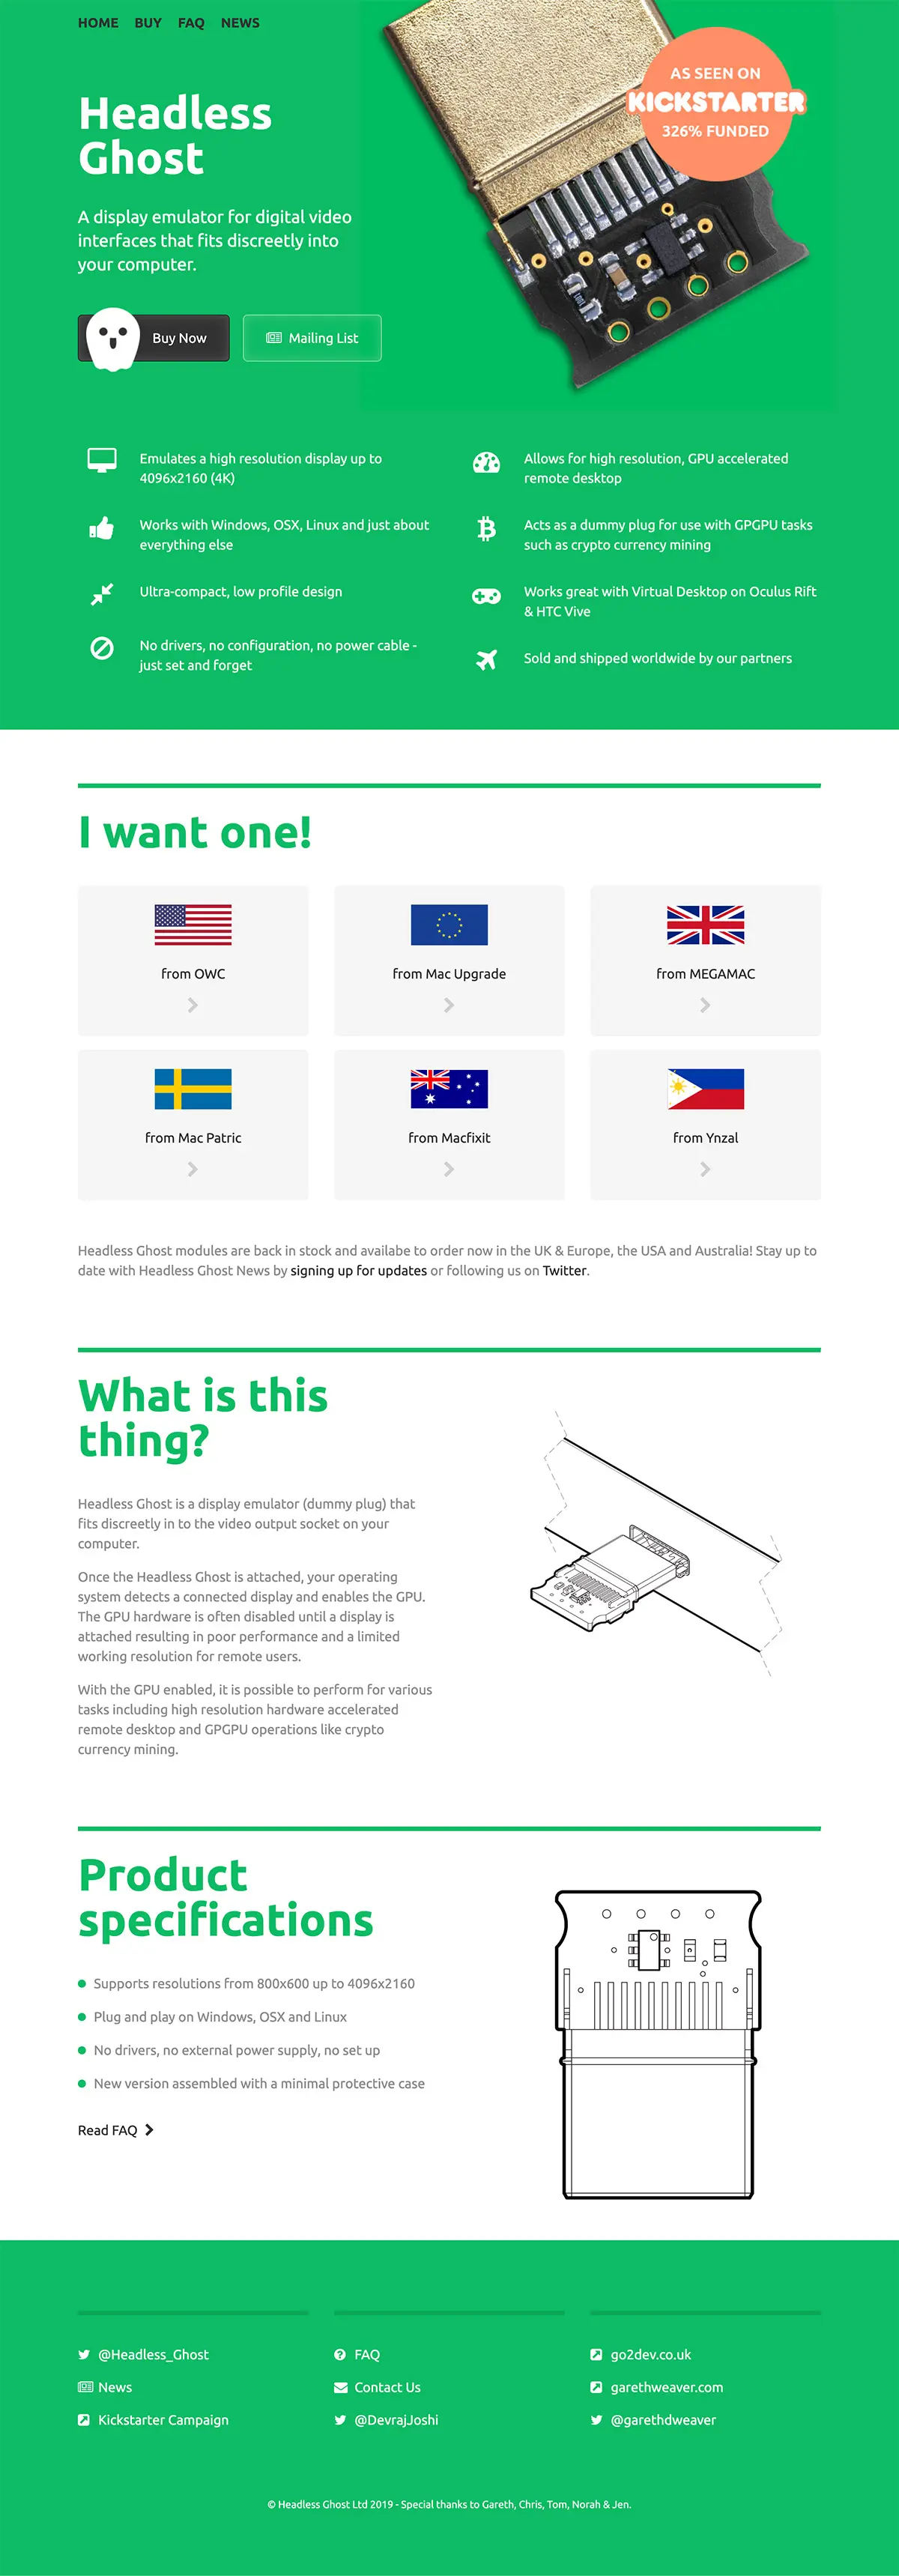 HOME BUY FAQ NEWS
AS SEEN ON
KICKSTARTER
326% FUNDED
Headless
Ghost
A display emulator for digital video
interfaces that fits discreetly into
your computer.
Buy Now
Mailing List
Emulates a high resolution display up to
4096x2160 (4K)
Works with Windows, OSX, Linux and just about
everything else
Ultra-compact, low profile design
No drivers, no configuration, no power cable -
just set and forget
Allows for high resolution, GPU accelerated
remote desktop
Acts as a dummy plug for use with GPGPU tasks
such as crypto currency mining
Works great with Virtual Desktop on Oculus Rift
& HTC Vive
Sold and shipped worldwide by our partners
I want one!
from OWC
from Mac Upgrade
from MEGAMAC
from Mac Patric
from Macfixit
from Ynzal
Headless Ghost modules are back in stock and availabe to order now in the UK & Europe, the USA and Australia! Stay up to
date with Headless Ghost News by signing up for updates or following us on Twitter.
What is this
thing?
Headless Ghost is a display emulator (dummy plug) that
fits discreetly in to the video output socket on your
computer.
Once the Headless Ghost is attached, your operating
system detects a connected display and enables the GPU.
The GPU hardware is often disabled until a display is
attached resulting in poor performance and a limited
working resolution for remote users.
With the GPU enabled, it is possible to perform for various
tasks including high resolution hardware accelerated
remote desktop and GPGPU operations like crypto
currency mining.
Product
specifications
Supports resolutions from 800x600 up to 4096x2160
Plug and play on Windows, OSX and Linux
No drivers, no external power supply, no set up
New version assembled with a minimal protective case
Read FAQ
@Headless_Ghost
News
Kickstarter Campaign
FAQ
Contact Us
@DevrajJoshi
go2dev.co.uk
garethweaver.com
@garethdweaver
© Headless Ghost Ltd 2019 - Special thanks to Gareth, Chris, Tom, Norah & Jen.